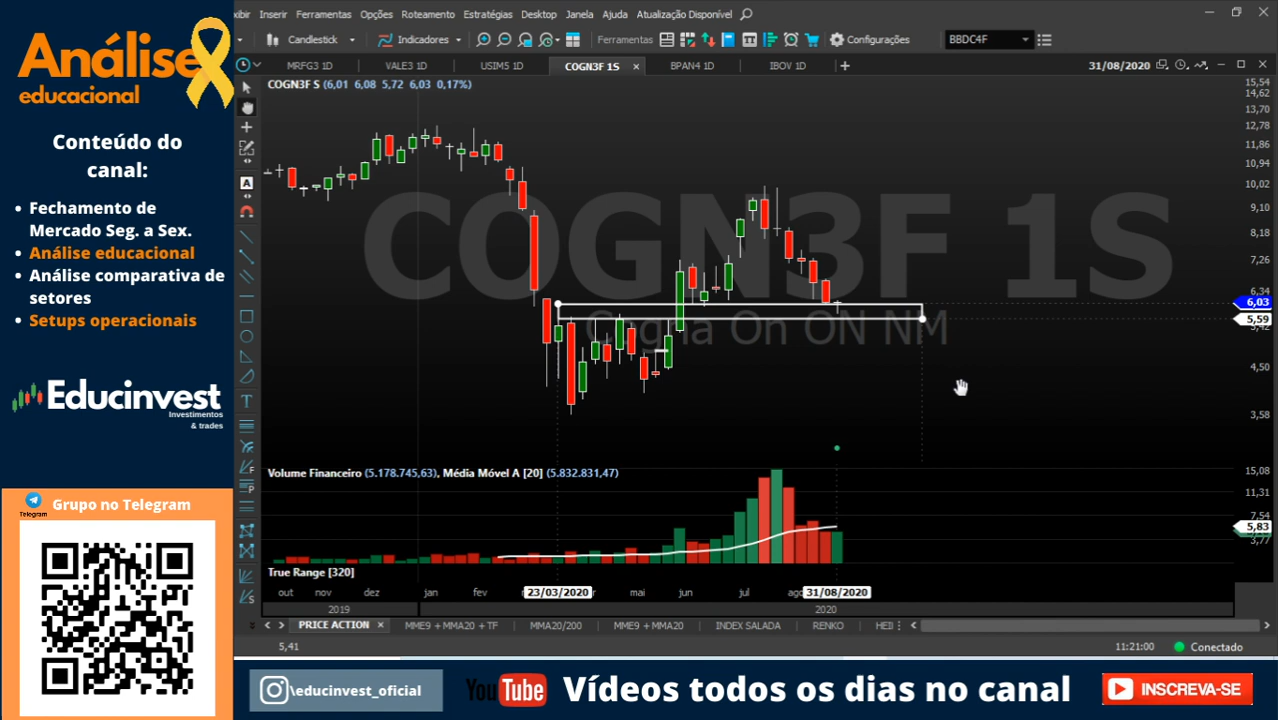 Análise
educacional
Conteúdo do
canal:
Fechamento de
Mercado Seg. a Sex.
Análise educacional
Análise comparativa de
setores
Setups operacionais
Educinvest
Investimentos
& trades
Grupo no Telegram
Telegram
Inserir Ferramentas Opções Roteamento Estratégias Desktop Janela Ajuda Atualização Disponível
Candlestick Indicadores Ferramentas Configurações BBDC4F
MRFG3 1D VALE3 1D USIM5 1D COGN3F 1S BPAN4 1D IBOV 1D 31/08/2020
COGN3F S (6,01 6,08 5,72 6,03 0,17%)
COGN3F 1S
Cogna On ON NM
15,54
14,62
13,70
12,78
11,86
10,94
10,02
9,10
8,18
7,26
6,34
6,03
5,59
5,42
4,50
3,58
Volume Financeiro (5.178.745,63), Média Móvel A [20] (5.832.831,47)
15,08
11,31
7,54
5,83
3,77
True Range [320]
out nov dez jan fev 23/03/2020 mai jun jul ago 31/08/2020
2019 2020
PRICE ACTION MME9 + MMA20 + TF MMA20/200 MME9 + MMA20 INDEX SALADA RENKO HEII
5,41 11:21:00 Conectado
\educinvest_oficial YouTube Vídeos todos os dias no canal INSCREVA-SE